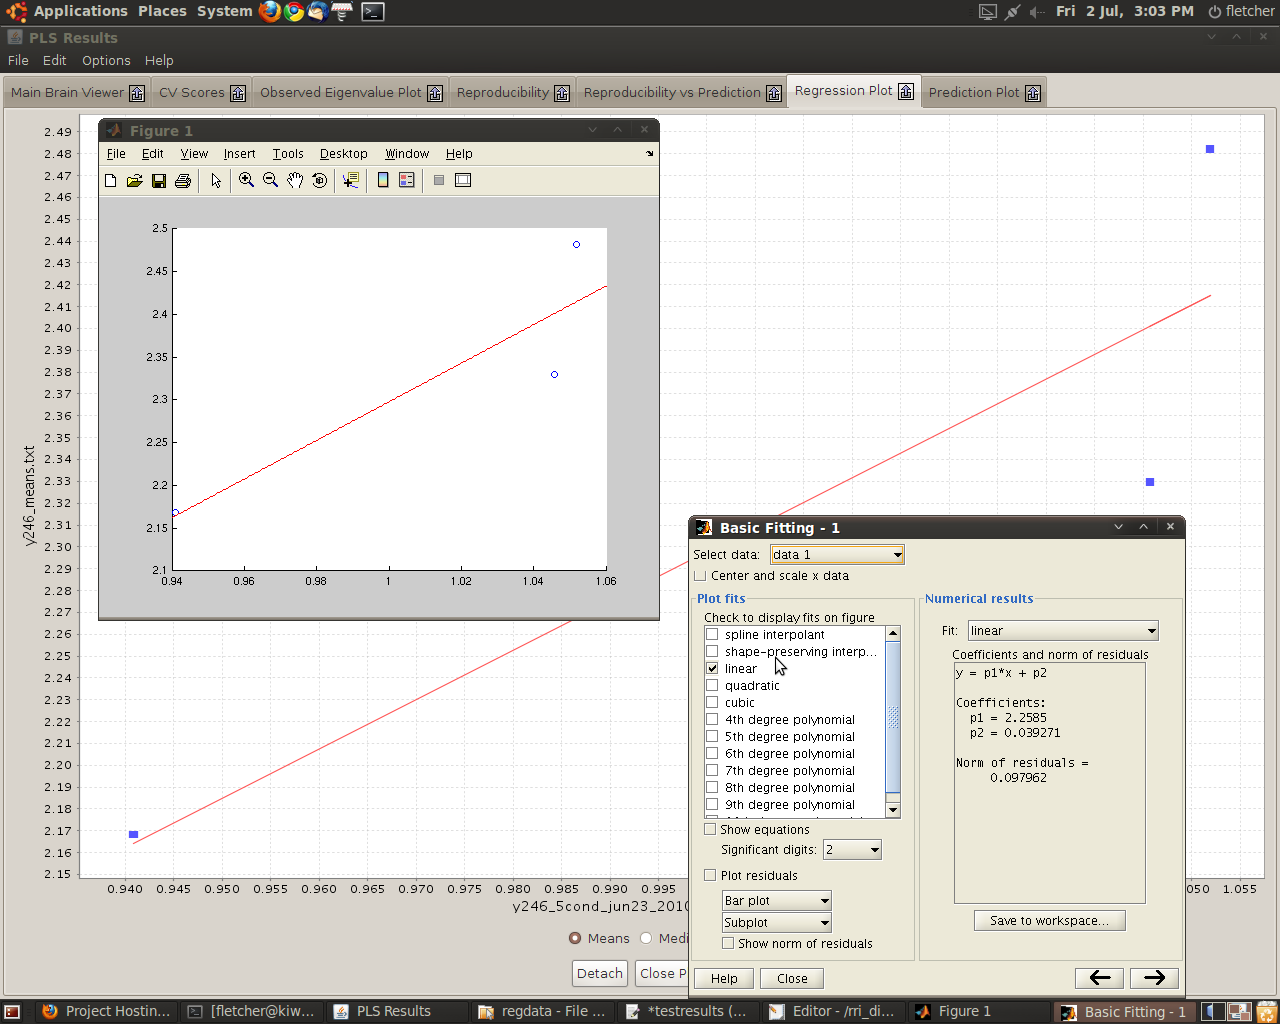 Applications Places System
Fri 2 Jul, 3:03 PM fletcher
PLS Results
File Edit Options Help
Main Brain Viewer CV Scores Observed Eigenvalue Plot Reproducibility Reproducibility vs Prediction Regression Plot Prediction Plot
2.49
2.48
2.47
2.46
2.45
2.44
2.43
2.42
2.41
2.40
2.39
2.38
2.37
2.36
2.35
2.34
2.33
2.32
2.31
2.30
2.29
2.28
2.27
2.26
2.25
2.24
2.23
2.22
2.21
2.20
2.19
2.18
2.17
2.16
2.15
y246_means.txt
0.940 0.945 0.950 0.955 0.960 0.965 0.970 0.975 0.980 0.985 0.990 0.995 050 1.055
y246_5cond_jun23_2010
Means Medi
Detach Close P
Figure 1
File Edit View Insert Tools Desktop Window Help
2.5
2.45
2.4
2.35
2.3
2.25
2.2
2.15
2.1
0.94 0.96 0.98 1 1.02 1.04 1.06
Basic Fitting - 1
Select data: data 1
Center and scale x data
Plot fits
Check to display fits on figure
spline interpolant
shape-preserving interp...
linear
quadratic
cubic
4th degree polynomial
5th degree polynomial
6th degree polynomial
7th degree polynomial
8th degree polynomial
9th degree polynomial
Show equations
Significant digits: 2
Plot residuals
Bar plot
Subplot
Show norm of residuals
Numerical results
Fit: linear
Coefficients and norm of residuals
y = p1*x + p2
Coefficients:
p1 = 2.2585
p2 = 0.039271
Norm of residuals =
0.097962
Save to workspace...
Help Close
Project Hostin... [fletcher@kiw... PLS Results regdata - File ... *testresults (... Editor - /rri_di... Figure 1 Basic Fitting - 1